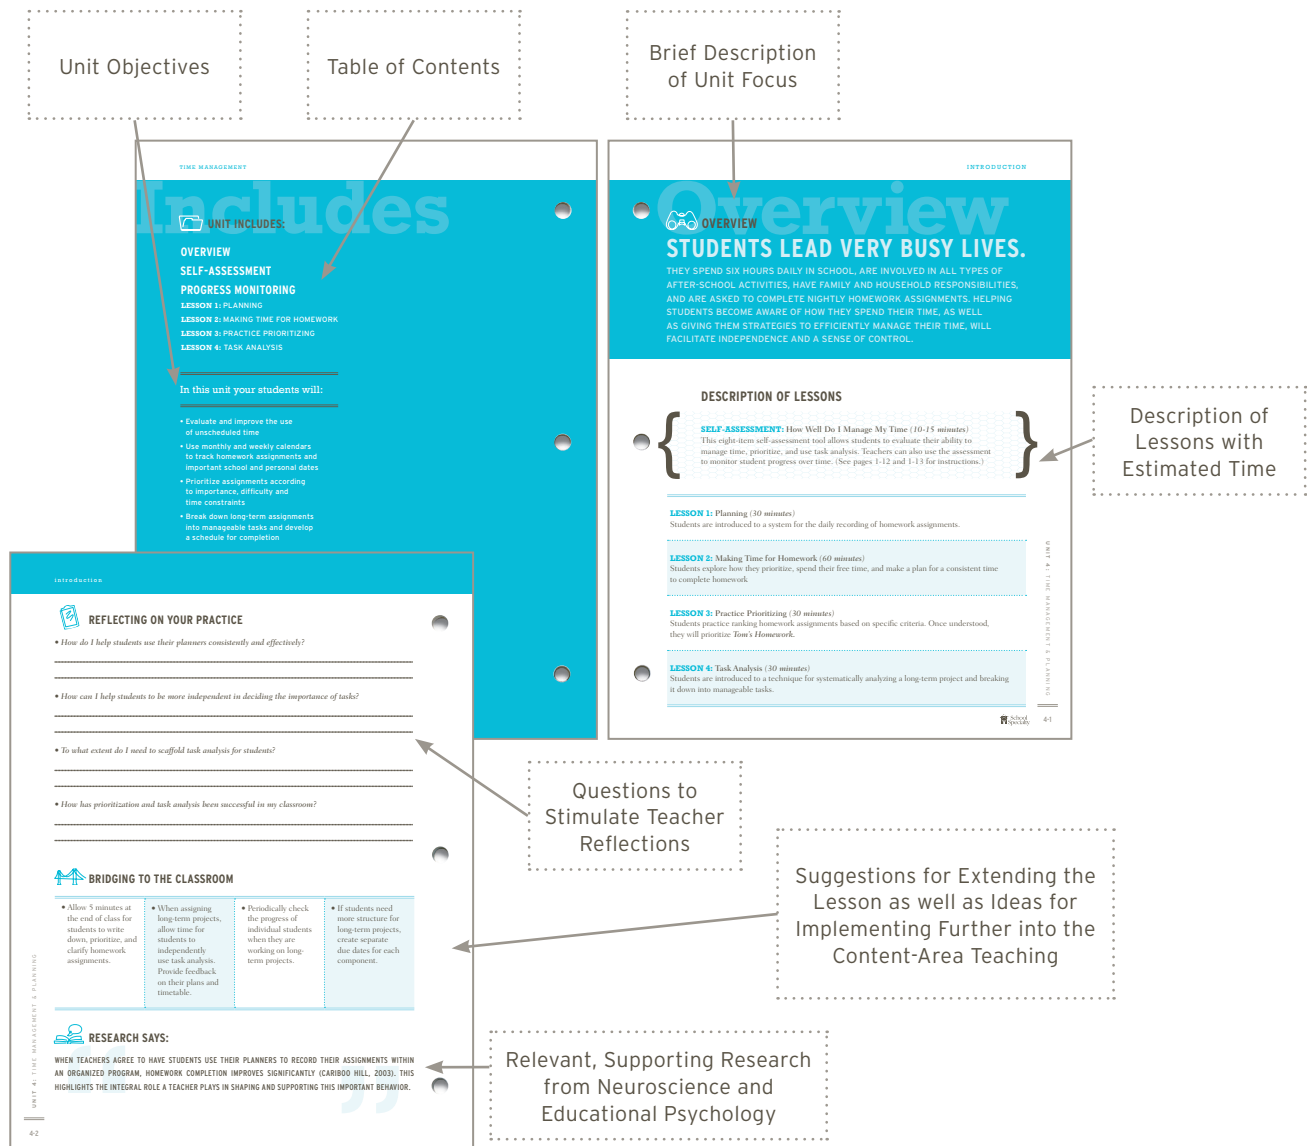 Unit Objectives
Table of Contents
Brief Description
of Unit Focus
TIME MANAGEMENT
Includes
UNIT INCLUDES:
OVERVIEW
SELF-ASSESSMENT
PROGRESS MONITORING
LESSON 1: PLANNING
LESSON 2: MAKING TIME FOR HOMEWORK
LESSON 3: PRACTICE PRIORITIZING
LESSON 4: TASK ANALYSIS
In this unit your students will:
• Evaluate and improve the use
of unscheduled time
• Use monthly and weekly calendars
to track homework assignments and
important school and personal dates
• Prioritize assignments according
to importance, difficulty and
time constraints
• Break down long-term assignments
into manageable tasks and develop
a schedule for completion
INTRODUCTION
Overview
OVERVIEW
STUDENTS LEAD VERY BUSY LIVES.
THEY SPEND SIX HOURS DAILY IN SCHOOL, ARE INVOLVED IN ALL TYPES OF
AFTER-SCHOOL ACTIVITIES, HAVE FAMILY AND HOUSEHOLD RESPONSIBILITIES,
AND ARE ASKED TO COMPLETE NIGHTLY HOMEWORK ASSIGNMENTS. HELPING
STUDENTS BECOME AWARE OF HOW THEY SPEND THEIR TIME, AS WELL
AS GIVING THEM STRATEGIES TO EFFICIENTLY MANAGE THEIR TIME, WILL
FACILITATE INDEPENDENCE AND A SENSE OF CONTROL.
DESCRIPTION OF LESSONS
{
SELF-ASSESSMENT: How Well Do I Manage My Time (10-15 minutes)
This eight-item self-assessment tool allows students to evaluate their ability to
manage time, prioritize, and use task analysis. Teachers can also use the assessment
to monitor student progress over time. (See pages 1-12 and 1-13 for instructions.)
}
LESSON 1: Planning (30 minutes)
Students are introduced to a system for the daily recording of homework assignments.
LESSON 2: Making Time for Homework (60 minutes)
Students explore how they prioritize, spend their free time, and make a plan for a consistent time
to complete homework
LESSON 3: Practice Prioritizing (30 minutes)
Students practice ranking homework assignments based on specific criteria. Once understood,
they will prioritize Tom's Homework.
LESSON 4: Task Analysis (30 minutes)
Students are introduced to a technique for systematically analyzing a long-term project and breaking
it down into manageable tasks.
UNIT 4: TIME MANAGEMENT & PLANNING
School
Specialty
4-1
Description of
Lessons with
Estimated Time
introduction
REFLECTING ON YOUR PRACTICE
• How do I help students use their planners consistently and effectively?
• How can I help students to be more independent in deciding the importance of tasks?
• To what extent do I need to scaffold task analysis for students?
• How has prioritization and task analysis been successful in my classroom?
BRIDGING TO THE CLASSROOM
• Allow 5 minutes at
the end of class for
students to write
down, prioritize, and
clarify homework
assignments.
• When assigning
long-term projects,
allow time for
students to
independently
use task analysis.
Provide feedback
on their plans and
timetable.
• Periodically check
the progress of
individual students
when they are
working on long-
term projects.
• If students need
more structure for
long-term projects,
create separate
due dates for each
component.
RESEARCH SAYS:
WHEN TEACHERS AGREE TO HAVE STUDENTS USE THEIR PLANNERS TO RECORD THEIR ASSIGNMENTS WITHIN
AN ORGANIZED PROGRAM, HOMEWORK COMPLETION IMPROVES SIGNIFICANTLY (CARIBOO HILL, 2003). THIS
HIGHLIGHTS THE INTEGRAL ROLE A TEACHER PLAYS IN SHAPING AND SUPPORTING THIS IMPORTANT BEHAVIOR.
UNIT 4: TIME MANAGEMENT & PLANNING
4-2
Questions to
Stimulate Teacher
Reflections
Suggestions for Extending the
Lesson as well as Ideas for
Implementing Further into the
Content-Area Teaching
Relevant, Supporting Research
from Neuroscience and
Educational Psychology